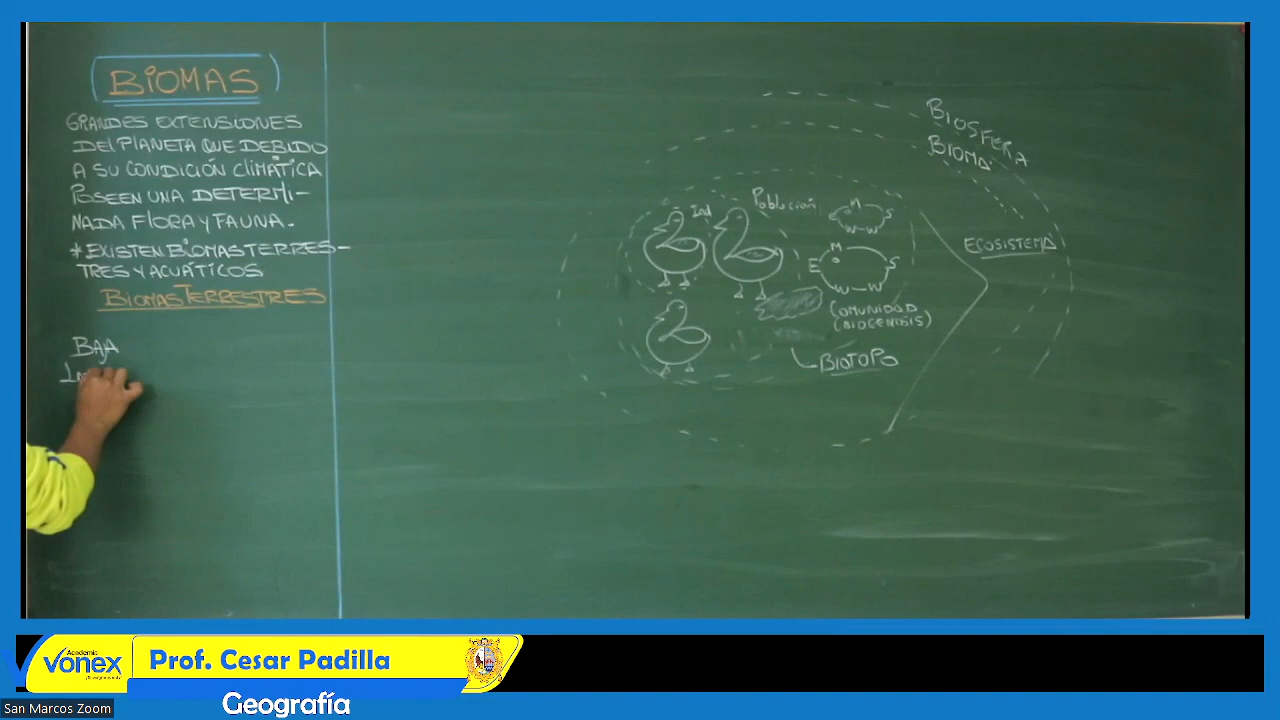 BIOMAS
GRANDES EXTENSIONES
DEL PLANETA QUE DEBIDO
A SU CONDICIÓN CLIMÁTICA
POSEEN UNA DETERMI-
NADA FLORA Y FAUNA.
* EXISTEN BIOMAS TERRES-
TRES Y ACUÁTICOS
BIOMAS TERRESTRES
BAJA
BIOSFERA
BIOMA
Ind
Población
M
S
ECOSISTEMA
E
M
S
COMUNIDAD
(BIOCENOSIS)
BIOTOPO
Academia
Vonex
Prof. Cesar Padilla
Geografía
San Marcos Zoom